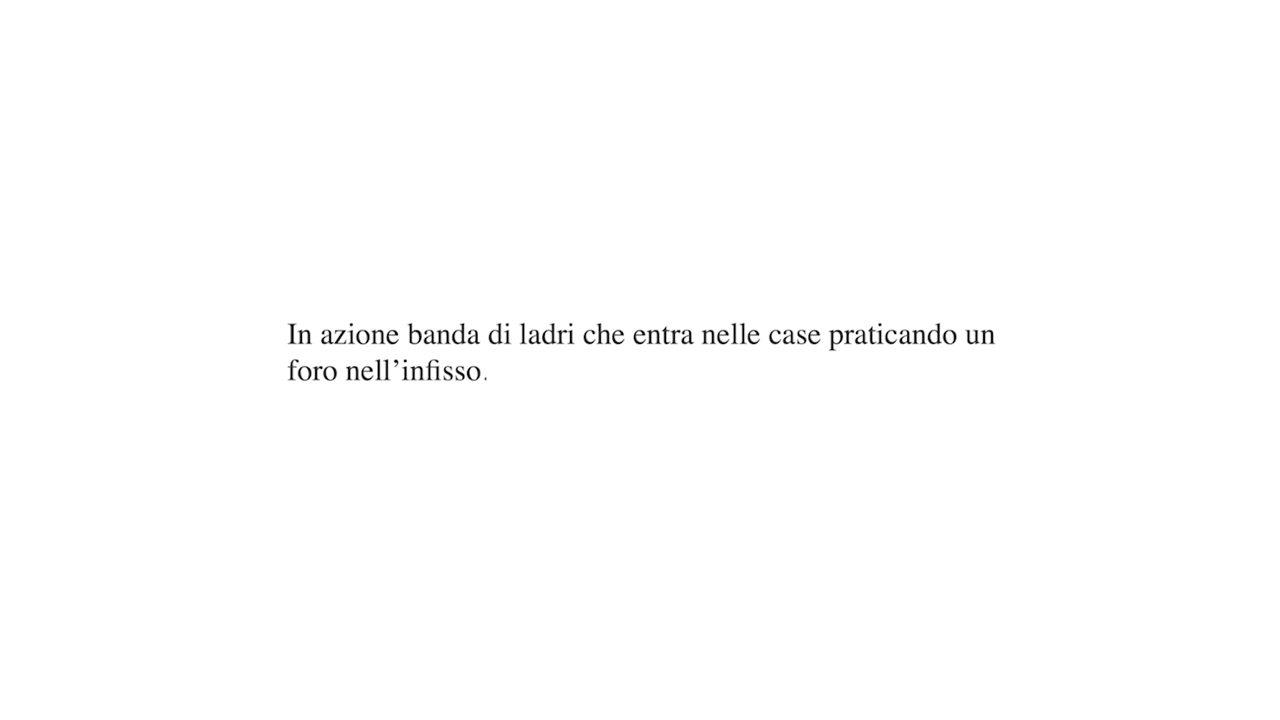 In azione banda di ladri che entra nelle case praticando un
foro nell’infisso.